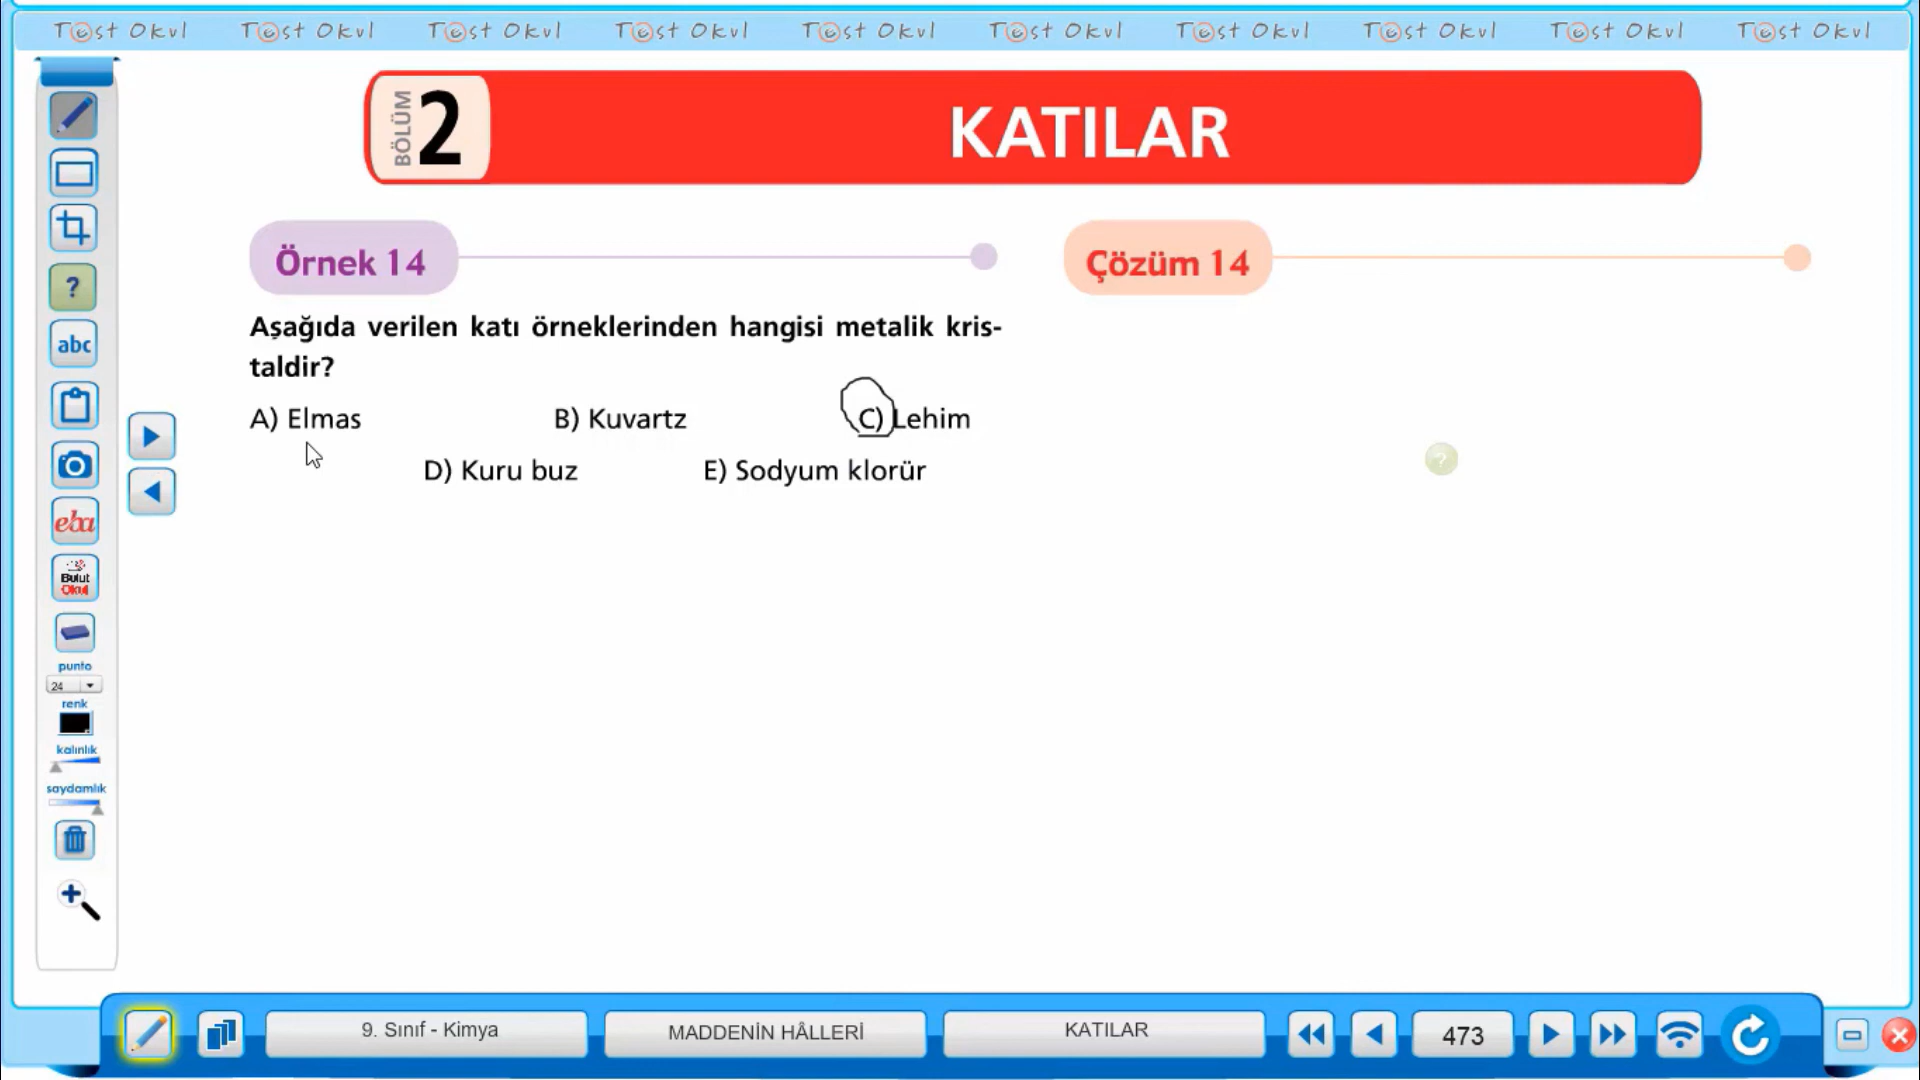 Test Okul Test Okul Test Okul Test Okul Test Okul Test Okul Test Okul Test Okul Test Okul Test Okul
BÖLÜM 2 KATILAR
Örnek 14
Aşağıda verilen katı örneklerinden hangisi metalik kris-
taldir?
A) Elmas B) Kuvartz C) Lehim
D) Kuru buz E) Sodyum klorür
Çözüm 14
?
?
abc
eba
Bulut
Okul
punto
24
renk
kalınlık
saydamlık
9. Sınıf - Kimya MADDENİN HÂLLERİ KATILAR 473